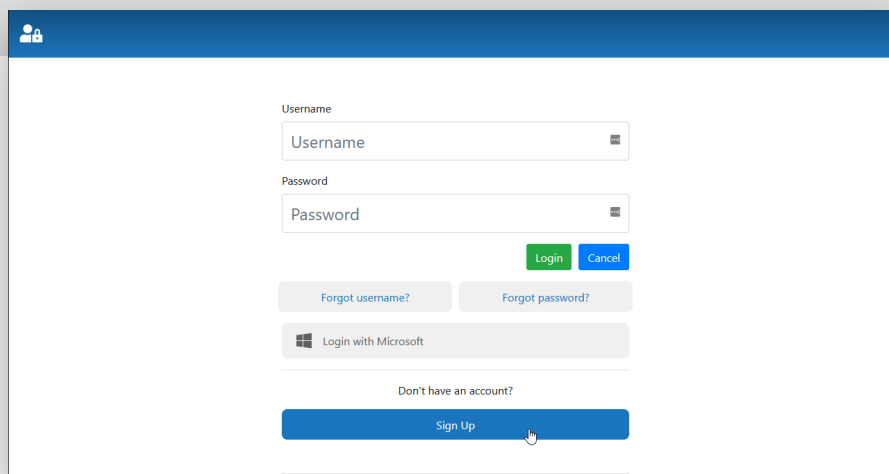 Username
Username
Password
Password
Login Cancel
Forgot username? Forgot password?
Login with Microsoft
Don't have an account?
Sign Up